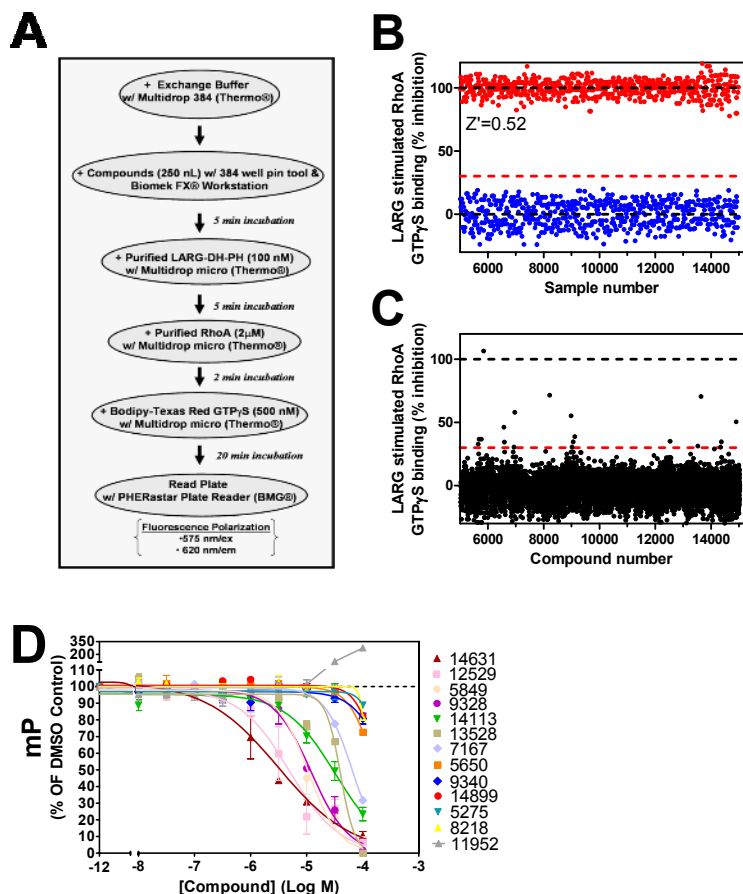 A
+ Exchange Buffer
w/ Multidrop 384 (Thermo®)
+ Compounds (250 nL) w/ 384 well pin tool &
Biomek FX® Workstation
5 min incubation
+ Purified LARG-DH-PH (100 nM)
w/ Multidrop micro (Thermo®)
5 min incubation
+ Purified RhoA (2μM)
w/ Multidrop micro (Thermo®)
2 min incubation
+ Bodipy-Texas Red GTPγS (500 nM)
w/ Multidrop micro (Thermo®)
20 min incubation
Read Plate
w/ PHERastar Plate Reader (BMG®)
Fluorescence Polarization
•575 nm/ex
• 620 nm/em
B
LARG stimulated RhoA
GTPγS binding (% inhibition)
100
50
0
Z'=0.52
6000 8000 10000 12000 14000
Sample number
C
LARG stimulated RhoA
GTPγS binding (% inhibition)
100
50
0
6000 8000 10000 12000 14000
Compound number
D
mP
(% OF DMSO Control)
350
200
110
100
90
80
70
60
50
40
30
20
10
0
-12 -8 -7 -6 -5 -4 -3
[Compound] (Log M)
14631
12529
5849
9328
14113
13528
7167
5650
9340
14899
5275
8218
11952